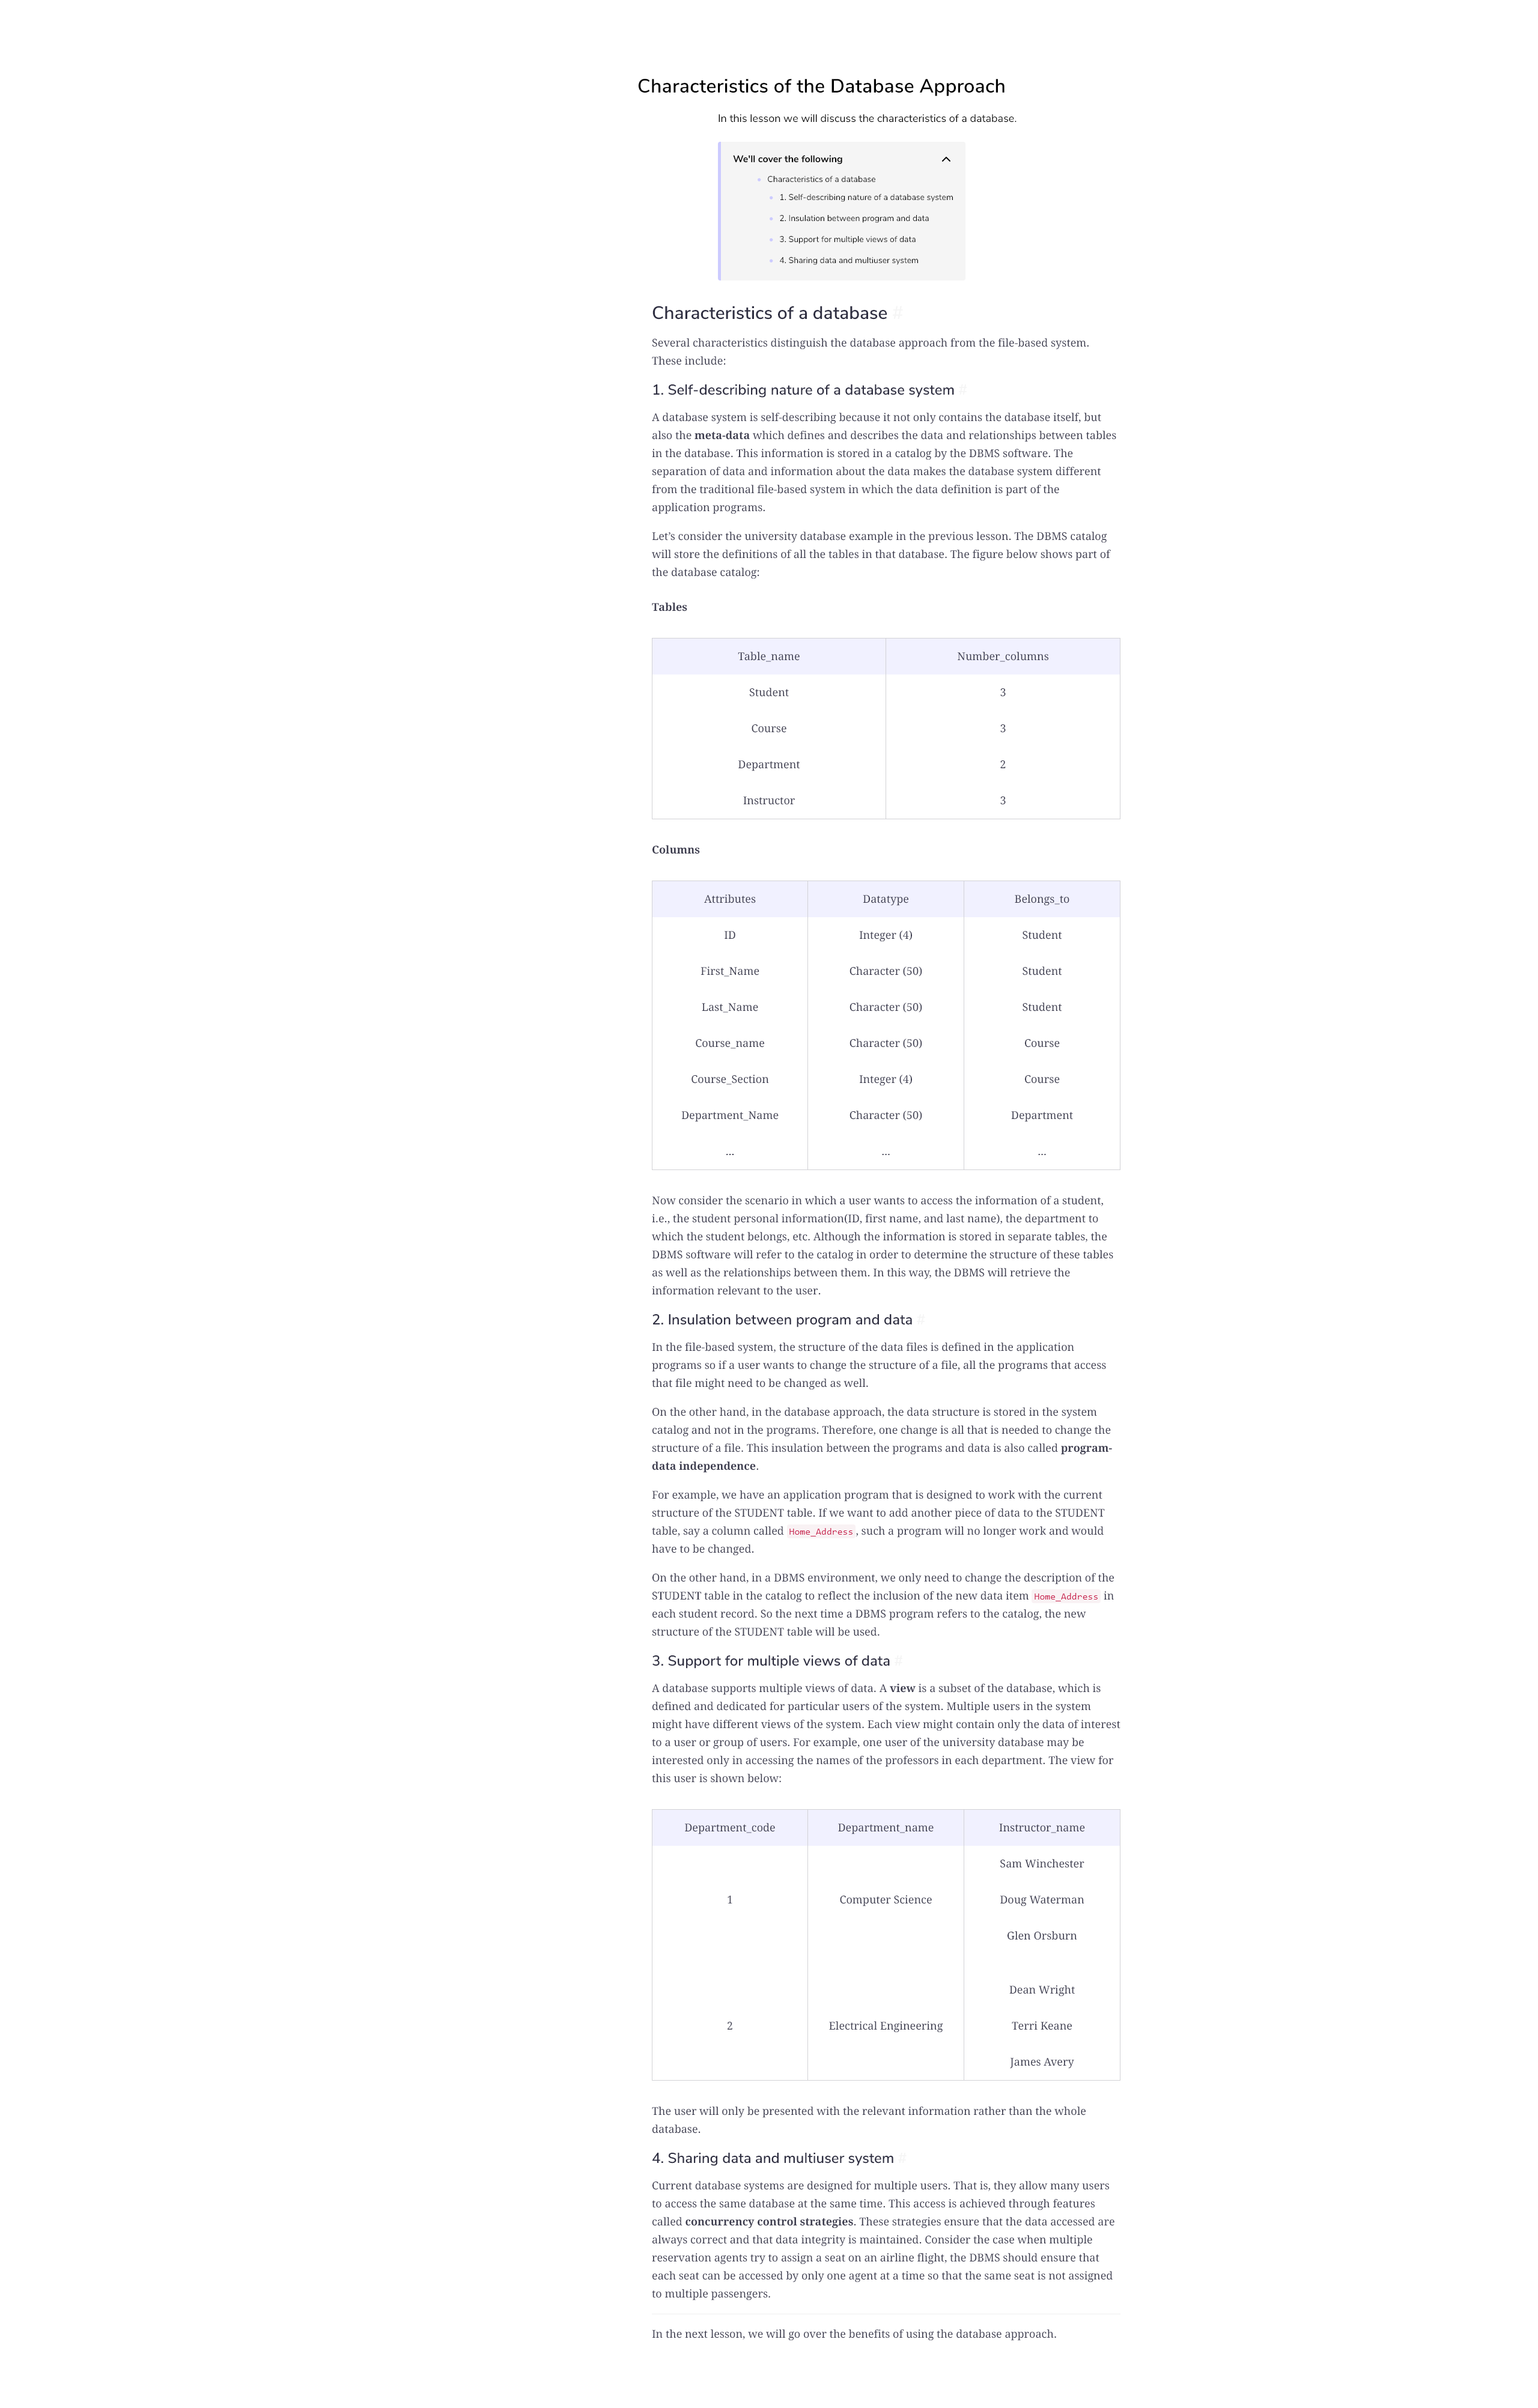 Characteristics of the Database Approach
In this lesson we will discuss the characteristics of a database.
We'll cover the following
Characteristics of a database
1. Self-describing nature of a database system
2. Insulation between program and data
3. Support for multiple views of data
4. Sharing data and multiuser system
Characteristics of a database #
Several characteristics distinguish the database approach from the file-based system.
These include:
1. Self-describing nature of a database system #
A database system is self-describing because it not only contains the database itself, but
also the meta-data which defines and describes the data and relationships between tables
in the database. This information is stored in a catalog by the DBMS software. The
separation of data and information about the data makes the database system different
from the traditional file-based system in which the data definition is part of the
application programs.
Let's consider the university database example in the previous lesson. The DBMS catalog
will store the definitions of all the tables in that database. The figure below shows part of
the database catalog:
Tables
Table_name Number_columns
Student 3
Course 3
Department 2
Instructor 3
Columns
Attributes Datatype Belongs_to
ID Integer (4) Student
First_Name Character (50) Student
Last_Name Character (50) Student
Course_name Character (50) Course
Course_Section Integer (4) Course
Department_Name Character (50) Department
... ... ...
Now consider the scenario in which a user wants to access the information of a student,
i.e., the student personal information(ID, first name, and last name), the department to
which the student belongs, etc. Although the information is stored in separate tables, the
DBMS software will refer to the catalog in order to determine the structure of these tables
as well as the relationships between them. In this way, the DBMS will retrieve the
information relevant to the user.
2. Insulation between program and data #
In the file-based system, the structure of the data files is defined in the application
programs so if a user wants to change the structure of a file, all the programs that access
that file might need to be changed as well.
On the other hand, in the database approach, the data structure is stored in the system
catalog and not in the programs. Therefore, one change is all that is needed to change the
structure of a file. This insulation between the programs and data is also called program-
data independence.
For example, we have an application program that is designed to work with the current
structure of the STUDENT table. If we want to add another piece of data to the STUDENT
table, say a column called Home_Address, such a program will no longer work and would
have to be changed.
On the other hand, in a DBMS environment, we only need to change the description of the
STUDENT table in the catalog to reflect the inclusion of the new data item Home_Address in
each student record. So the next time a DBMS program refers to the catalog, the new
structure of the STUDENT table will be used.
3. Support for multiple views of data #
A database supports multiple views of data. A view is a subset of the database, which is
defined and dedicated for particular users of the system. Multiple users in the system
might have different views of the system. Each view might contain only the data of interest
to a user or group of users. For example, one user of the university database may be
interested only in accessing the names of the professors in each department. The view for
this user is shown below:
Department_code Department_name Instructor_name
Sam Winchester
1 Computer Science Doug Waterman
Glen Orsburn
Dean Wright
2 Electrical Engineering Terri Keane
James Avery
The user will only be presented with the relevant information rather than the whole
database.
4. Sharing data and multiuser system #
Current database systems are designed for multiple users. That is, they allow many users
to access the same database at the same time. This access is achieved through features
called concurrency control strategies. These strategies ensure that the data accessed are
always correct and that data integrity is maintained. Consider the case when multiple
reservation agents try to assign a seat on an airline flight, the DBMS should ensure that
each seat can be accessed by only one agent at a time so that the same seat is not assigned
to multiple passengers.
In the next lesson, we will go over the benefits of using the database approach.